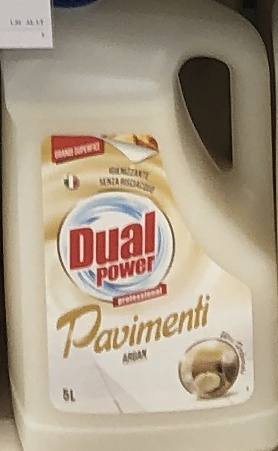 GRANDI SUPERFICI
IGIENIZZANTE
SENZA RISCIACQUO
Dual
POWER
professional
Pavimenti
ARGAN
5L